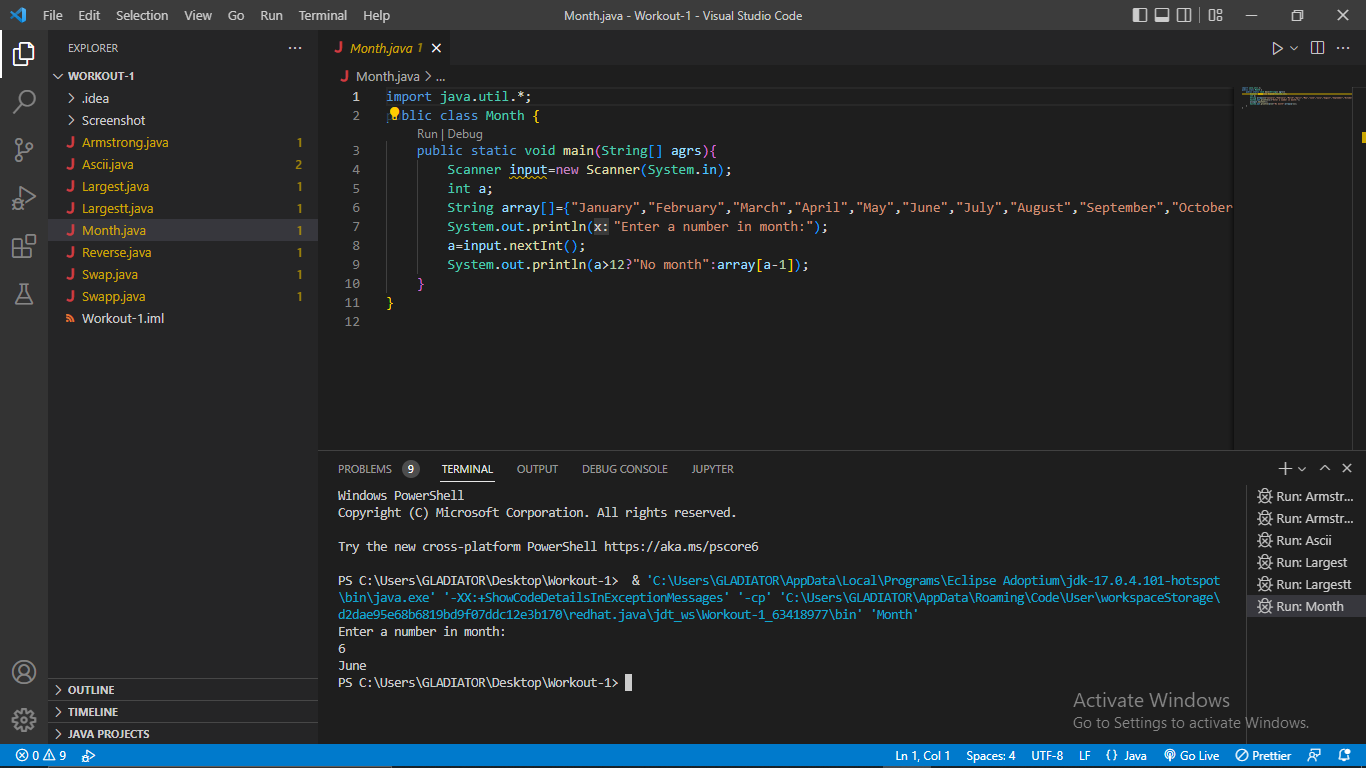 File Edit Selection View Go Run Terminal Help
Month.java - Workout-1 - Visual Studio Code
EXPLORER
WORKOUT-1
.idea
Screenshot
Armstrong.java 1
Ascii.java 2
Largest.java 1
Largestt.java 1
Month.java 1
Reverse.java 1
Swap.java 1
Swapp.java 1
Workout-1.iml
OUTLINE
TIMELINE
JAVA PROJECTS
Month.java 1
Month.java > ...
1 import java.util.*;
2 blic class Month {
Run | Debug
3 public static void main(String[] agrs){
4 Scanner input=new Scanner(System.in);
5 int a;
6 String array[]={"January","February","March","April","May","June","July","August","September","October
7 System.out.println(x: "Enter a number in month:");
8 a=input.nextInt();
9 System.out.println(a>12?"No month":array[a-1]);
10 }
11 }
12
PROBLEMS 9 TERMINAL OUTPUT DEBUG CONSOLE JUPYTER
Windows PowerShell
Copyright (C) Microsoft Corporation. All rights reserved.
Try the new cross-platform PowerShell https://aka.ms/pscore6
PS C:\Users\GLADIATOR\Desktop\Workout-1>  & 'C:\Users\GLADIATOR\AppData\Local\Programs\Eclipse Adoptium\jdk-17.0.4.101-hotspot
\bin\java.exe' '-XX:+ShowCodeDetailsInExceptionMessages' '-cp' 'C:\Users\GLADIATOR\AppData\Roaming\Code\User\workspaceStorage\
d2dae95e68b6819bd9f07ddc12e3b170\redhat.java\jdt_ws\Workout-1_63418977\bin' 'Month'
Enter a number in month:
6
June
PS C:\Users\GLADIATOR\Desktop\Workout-1>
Run: Armstr...
Run: Armstr...
Run: Ascii
Run: Largest
Run: Largestt
Run: Month
Activate Windows
Go to Settings to activate Windows.
0 9
Ln 1, Col 1 Spaces: 4 UTF-8 LF {} Java Go Live Prettier